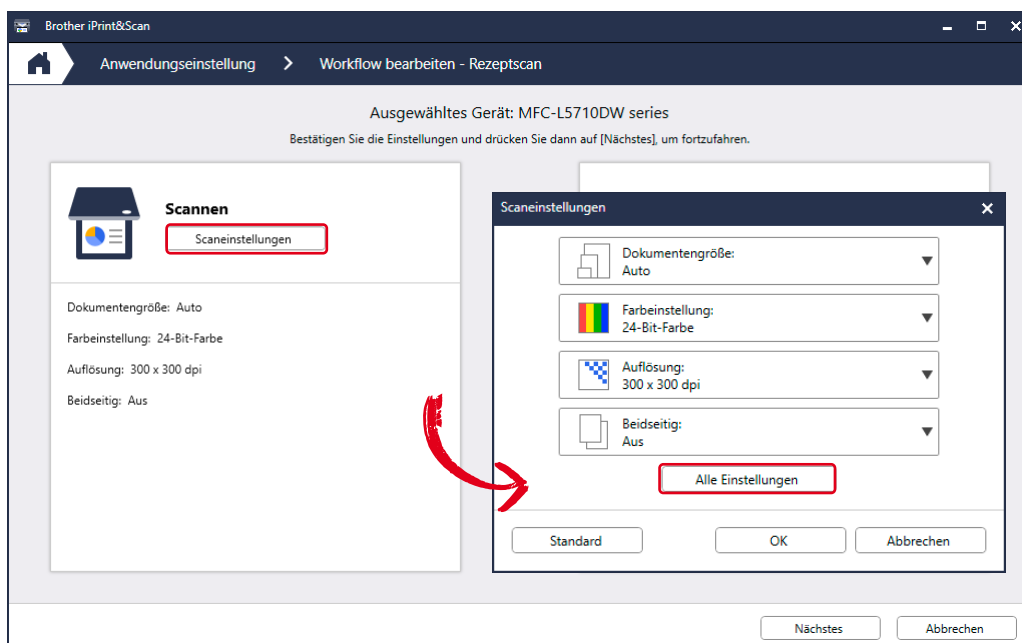 Brother iPrint&Scan
Anwendungseinstellung > Workflow bearbeiten - Rezeptscan
Ausgewähltes Gerät: MFC-L5710DW series
Bestätigen Sie die Einstellungen und drücken Sie dann auf [Nächstes], um fortzufahren.
Scannen
Scaneinstellungen
Dokumentengröße: Auto
Farbeinstellung: 24-Bit-Farbe
Auflösung: 300 x 300 dpi
Beidseitig: Aus
Scaneinstellungen
Dokumentengröße:
Auto
Farbeinstellung:
24-Bit-Farbe
Auflösung:
300 x 300 dpi
Beidseitig:
Aus
Alle Einstellungen
Standard OK Abbrechen
Nächstes Abbrechen